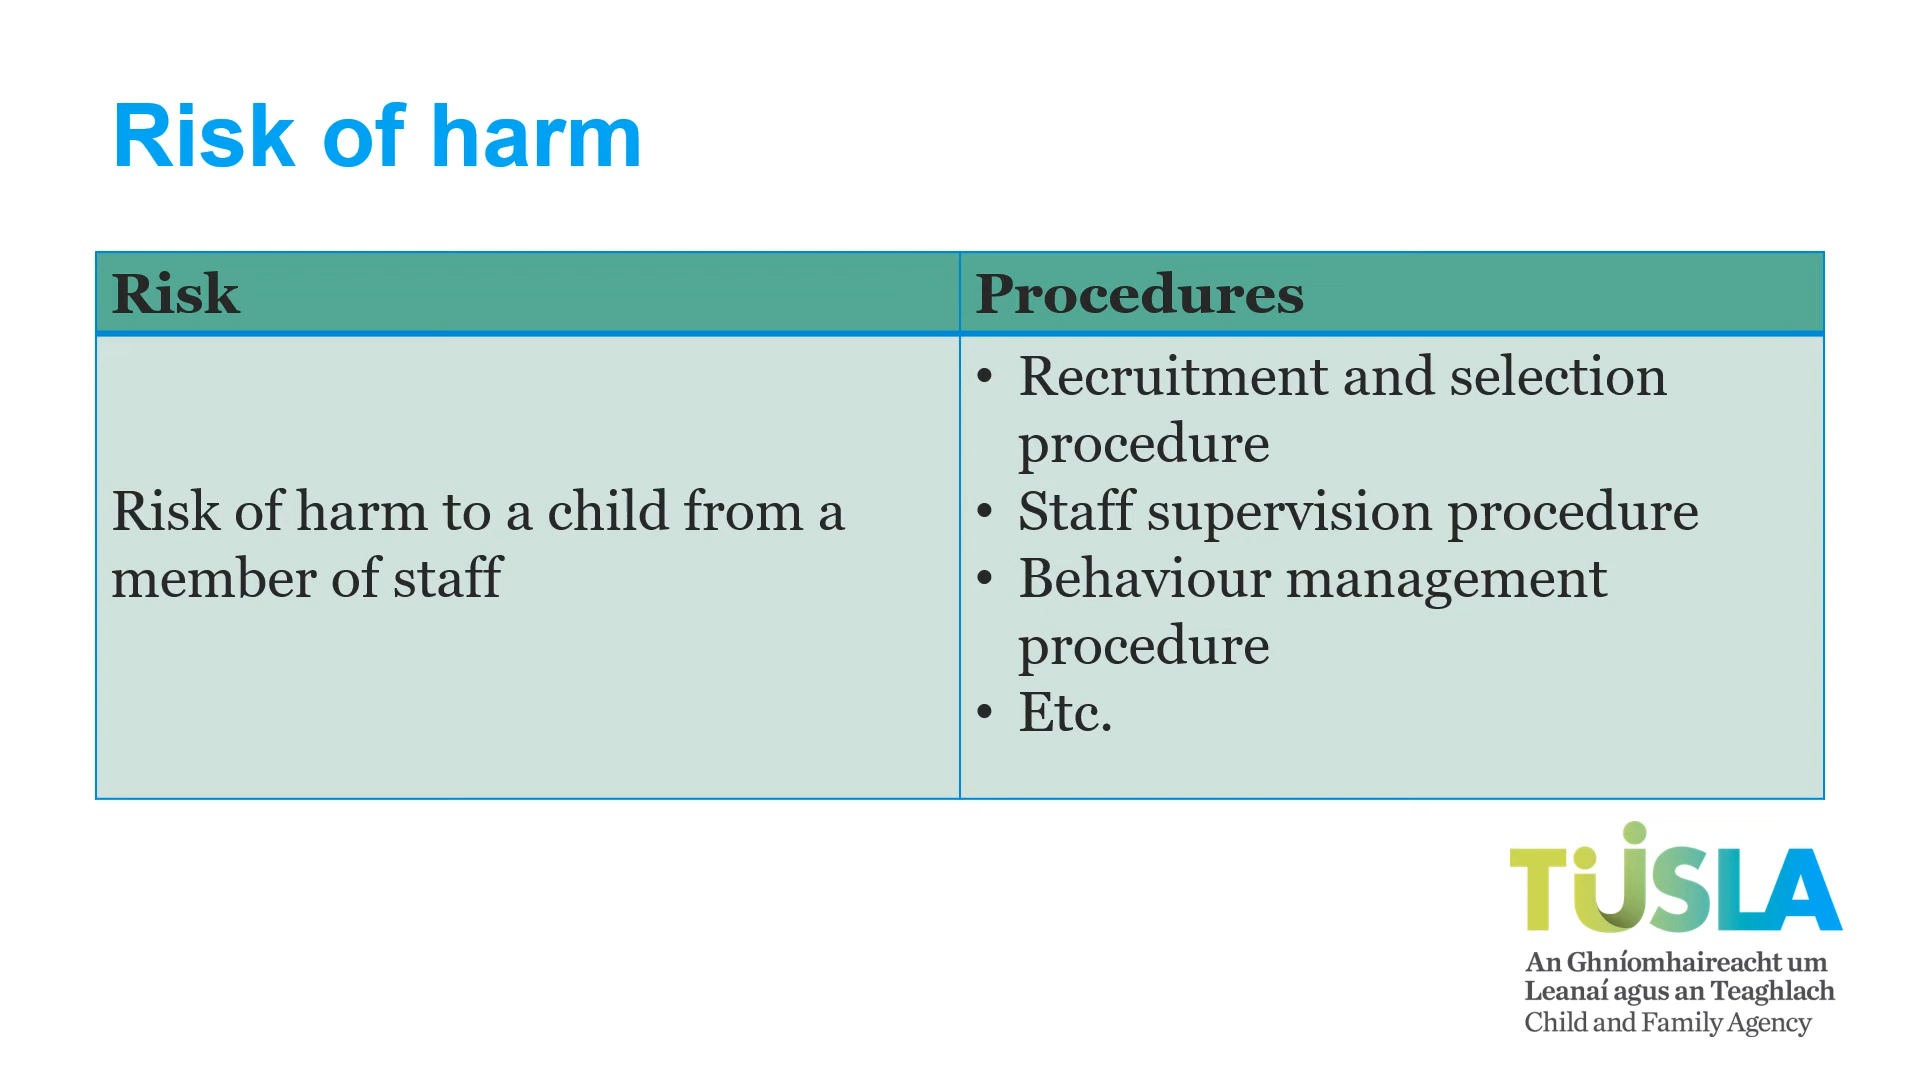 Risk of harm
Risk
Procedures
Risk of harm to a child from a
member of staff
• Recruitment and selection
procedure
• Staff supervision procedure
• Behaviour management
procedure
• Etc.
TUSLA
An Ghníomhaireacht um
Leanaí agus an Teaghlach
Child and Family Agency